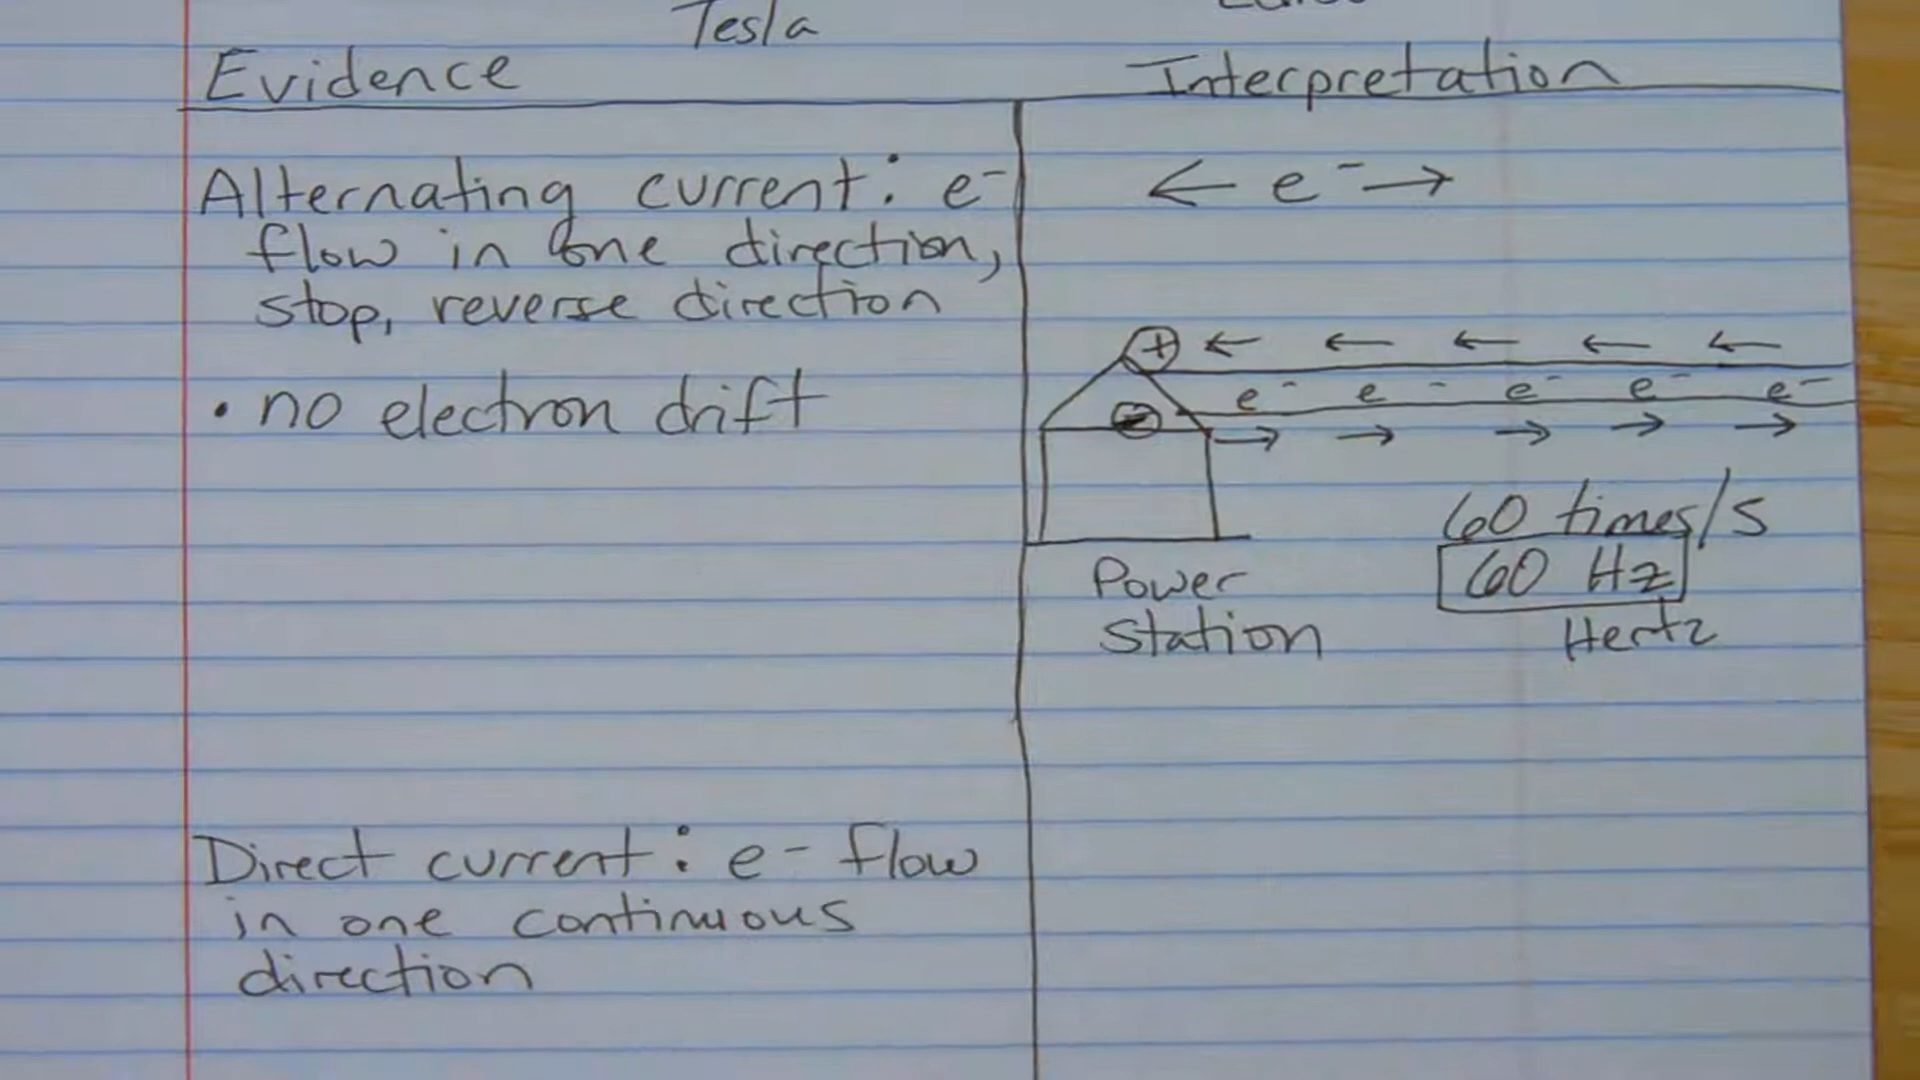 Tesla
Evidence
Interpretation
Alternating current: e-
flow in one direction,
stop, reverse direction
• no electron drift
Direct current: e- flow
in one continuous
direction
← e- →
+ ← ← ← ← ←
- e- e- e- e- e-
→ → → → →
60 times/s
60 Hz
Hertz
Power
Station